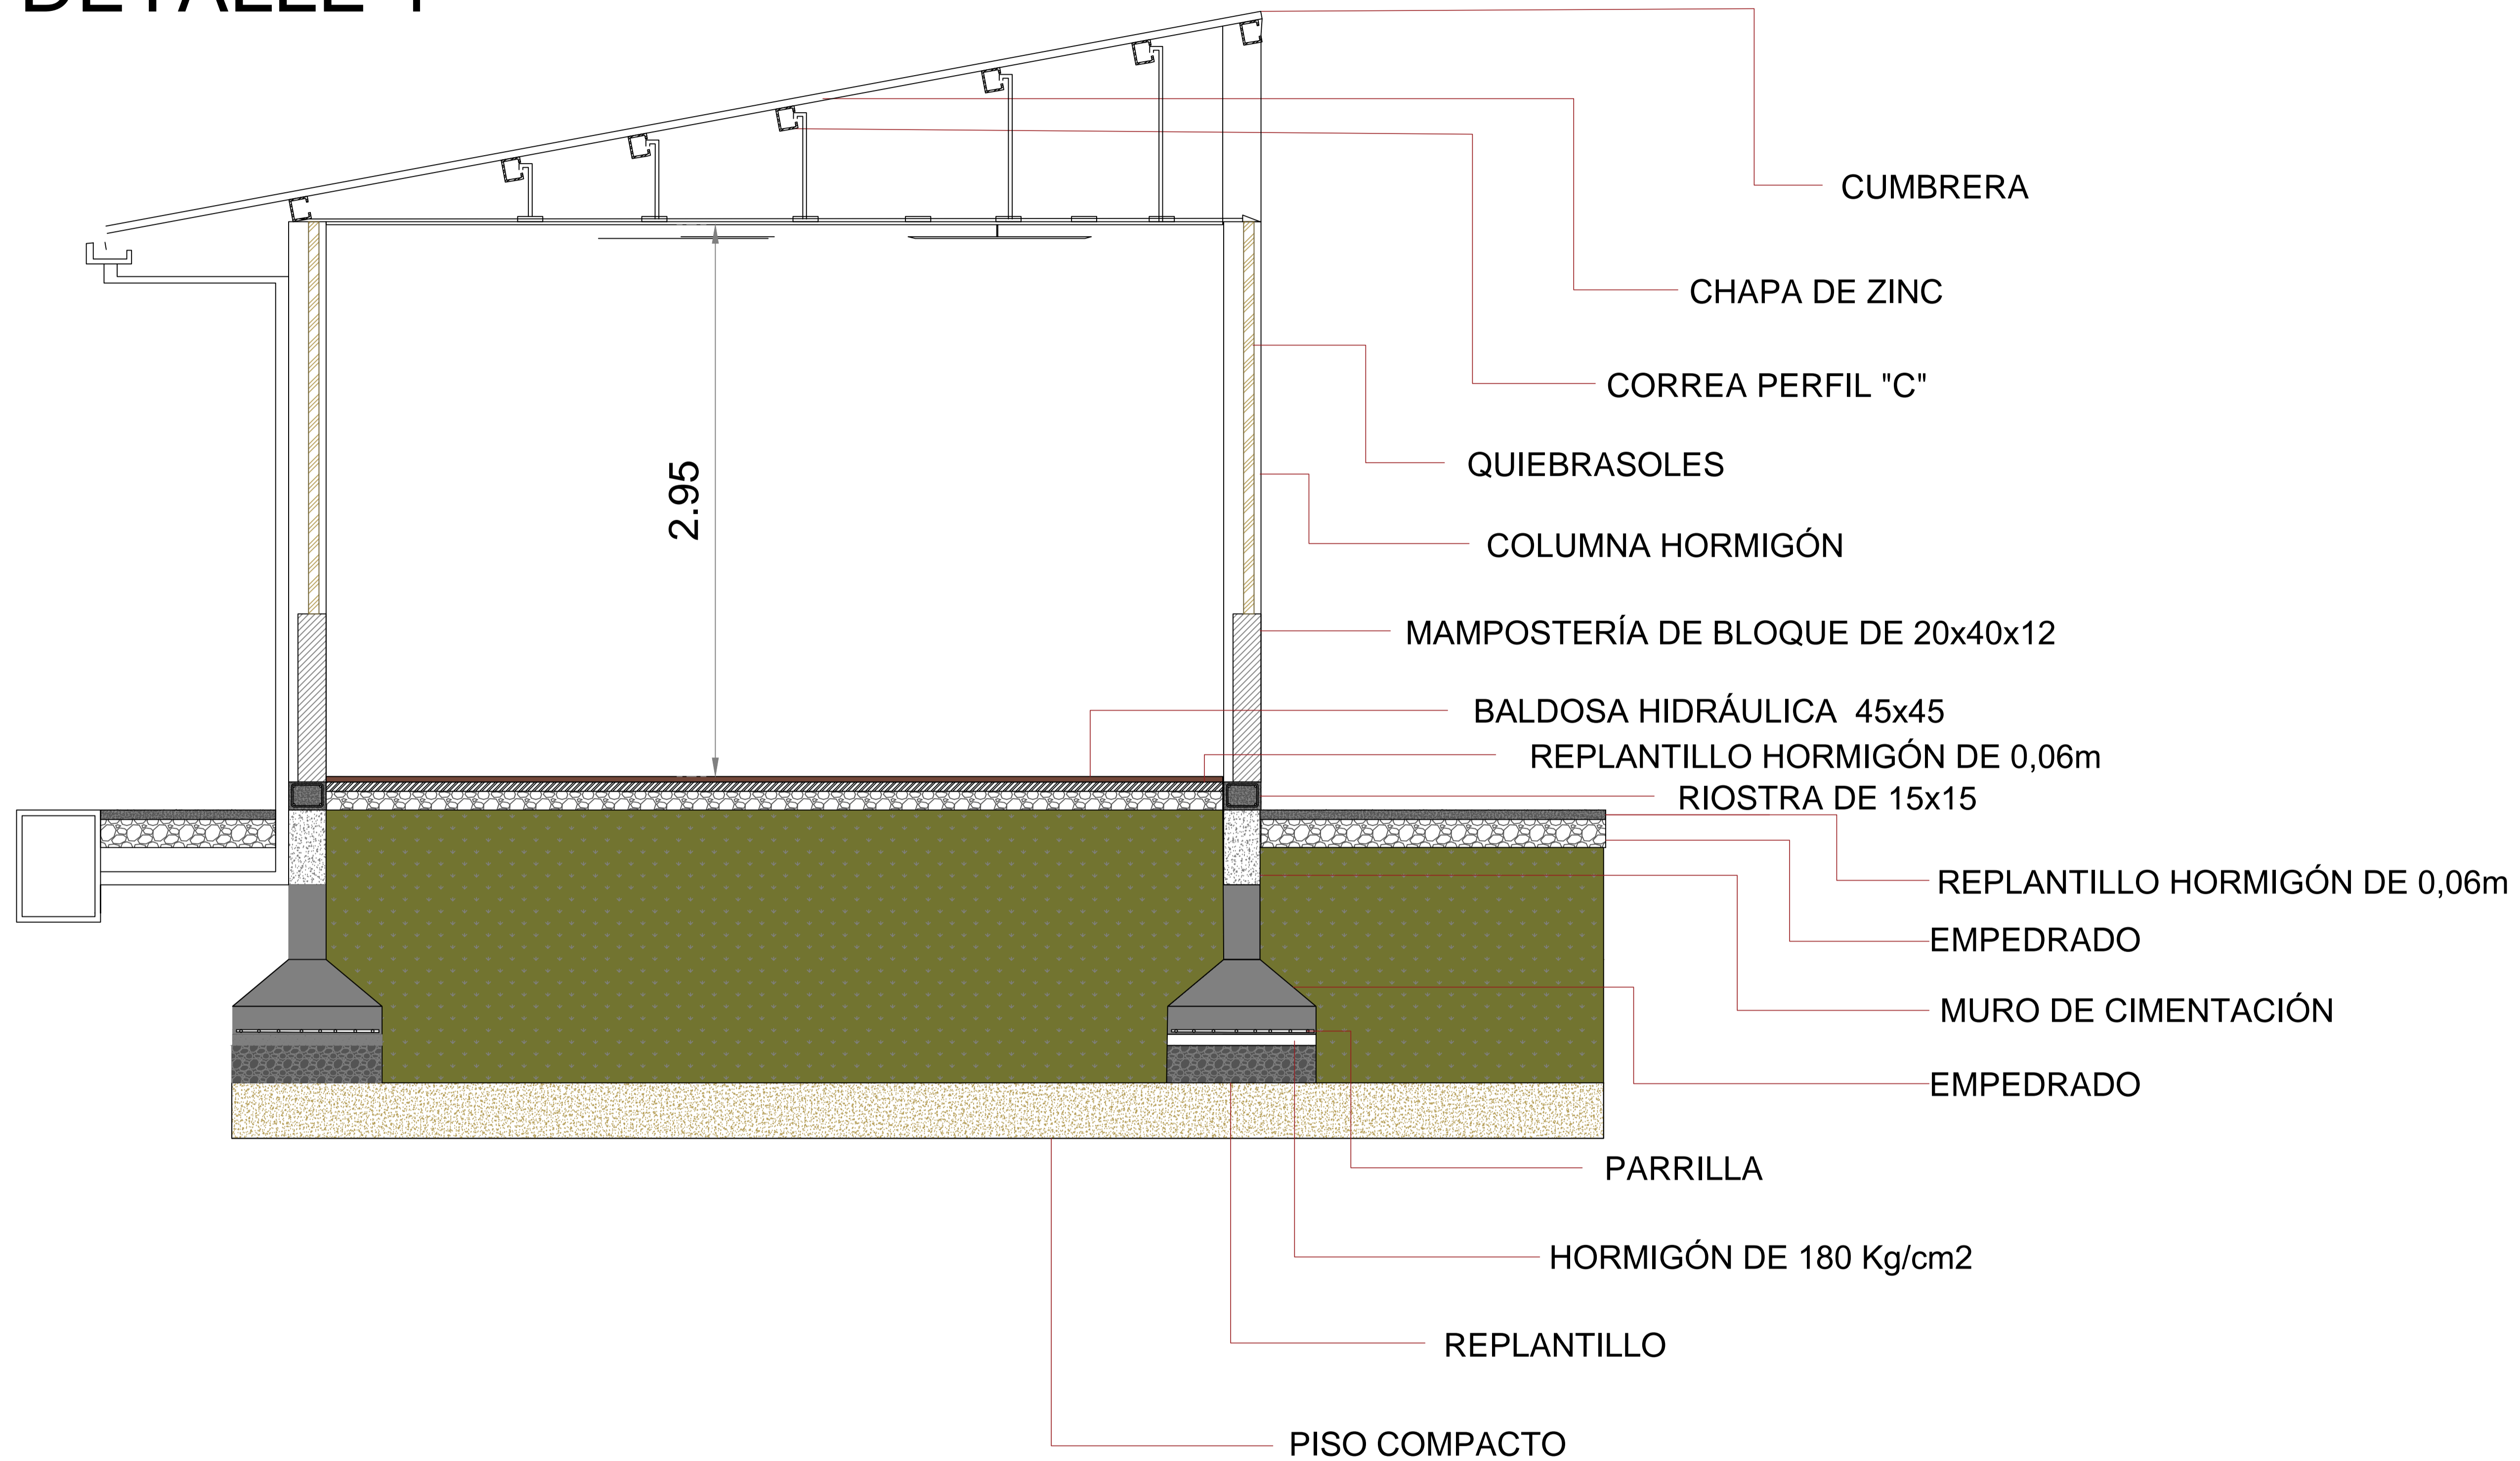 DETALLE 1
CUMBRERA
CHAPA DE ZINC
CORREA PERFIL "C"
QUIEBRASOLES
2.95
COLUMNA HORMIGÓN
MAMPOSTERÍA DE BLOQUE DE 20x40x12
BALDOSA HIDRÁULICA 45x45
REPLANTILLO HORMIGÓN DE 0,06m
RIOSTRA DE 15x15
REPLANTILLO HORMIGÓN DE 0,06m
EMPEDRADO
MURO DE CIMENTACIÓN
EMPEDRADO
PARRILLA
HORMIGÓN DE 180 Kg/cm2
REPLANTILLO
PISO COMPACTO